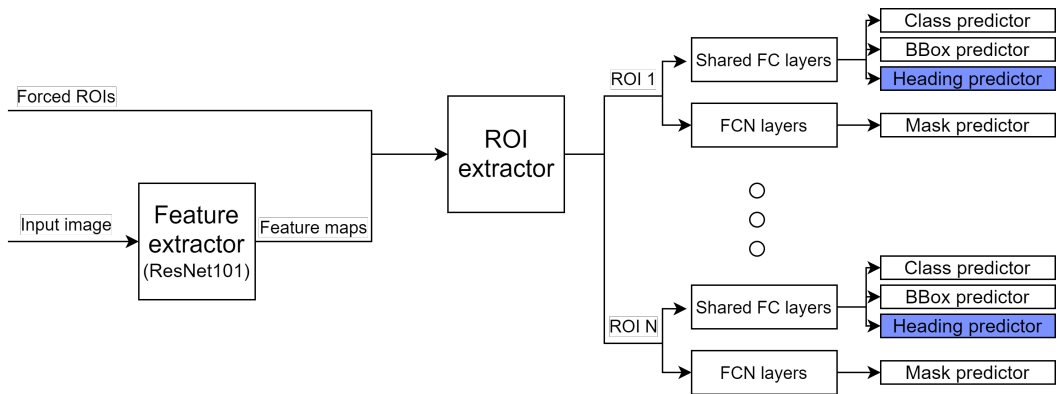 Forced ROIs
Input image
Feature
extractor
(ResNet101)
Feature maps
ROI
extractor
ROI 1
Shared FC layers
Class predictor
BBox predictor
Heading predictor
FCN layers
Mask predictor
ROI N
Shared FC layers
Class predictor
BBox predictor
Heading predictor
FCN layers
Mask predictor